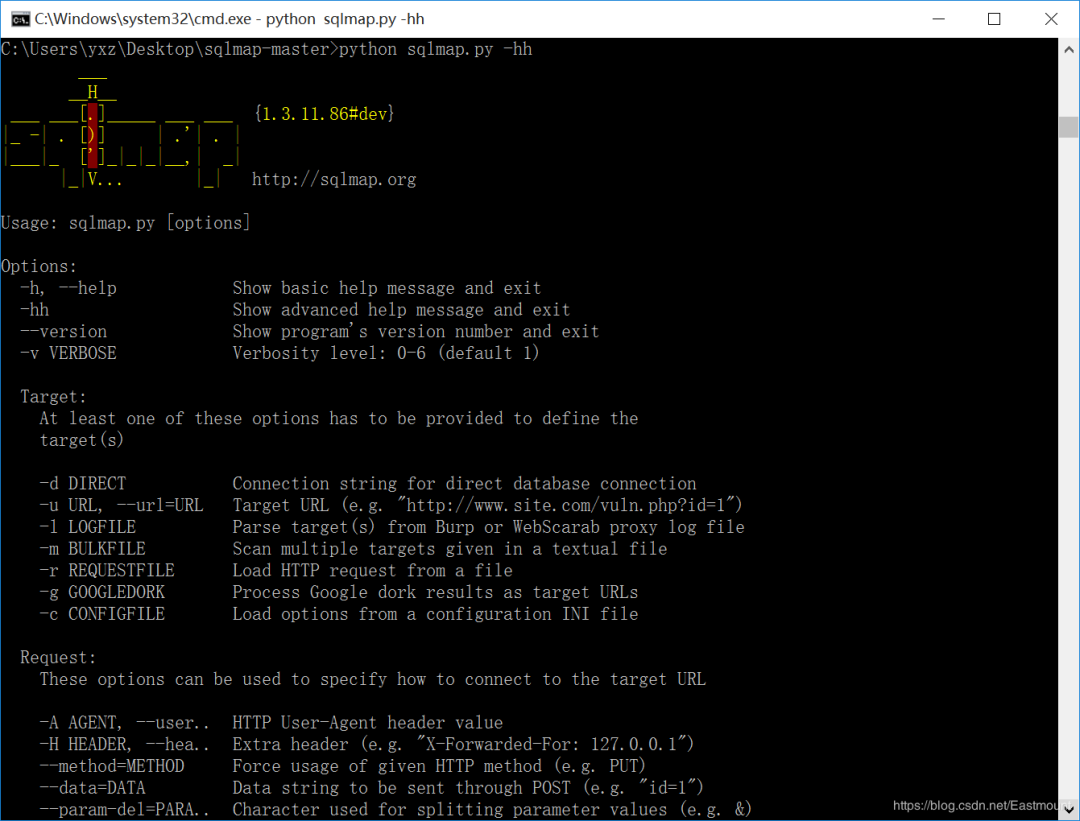 C:\Windows\system32\cmd.exe - python  sqlmap.py -hh
C:\Users\yxz\Desktop\sqlmap-master>python sqlmap.py -hh
        ___
       __H__
 ___ ___[.]_____ ___ ___  {1.3.11.86#dev}
|_ -| . [)]     | .'| . |
|___|_  [']_|_|_|__,|  _|
      |_|V...       |_|   http://sqlmap.org
Usage: sqlmap.py [options]
Options:
  -h, --help            Show basic help message and exit
  -hh                   Show advanced help message and exit
  --version             Show program's version number and exit
  -v VERBOSE            Verbosity level: 0-6 (default 1)
  Target:
    At least one of these options has to be provided to define the
    target(s)
    -d DIRECT           Connection string for direct database connection
    -u URL, --url=URL   Target URL (e.g. "http://www.site.com/vuln.php?id=1")
    -l LOGFILE          Parse target(s) from Burp or WebScarab proxy log file
    -m BULKFILE         Scan multiple targets given in a textual file
    -r REQUESTFILE      Load HTTP request from a file
    -g GOOGLEDORK       Process Google dork results as target URLs
    -c CONFIGFILE       Load options from a configuration INI file
  Request:
    These options can be used to specify how to connect to the target URL
    -A AGENT, --user..  HTTP User-Agent header value
    -H HEADER, --hea..  Extra header (e.g. "X-Forwarded-For: 127.0.0.1")
    --method=METHOD     Force usage of given HTTP method (e.g. PUT)
    --data=DATA         Data string to be sent through POST (e.g. "id=1")
    --param-del=PARA..  Character used for splitting parameter values (e.g. &)